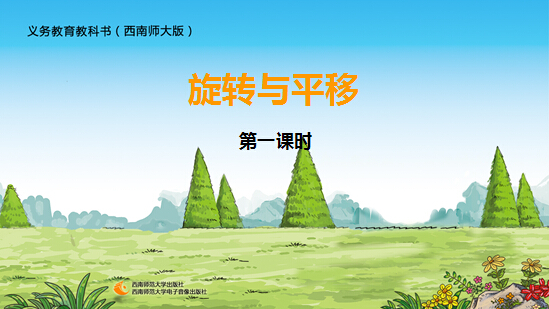 义务教育教科书（西南师大版）
旋转与平移
第一课时
西南师范大学出版社
西南师范大学电子音像出版社